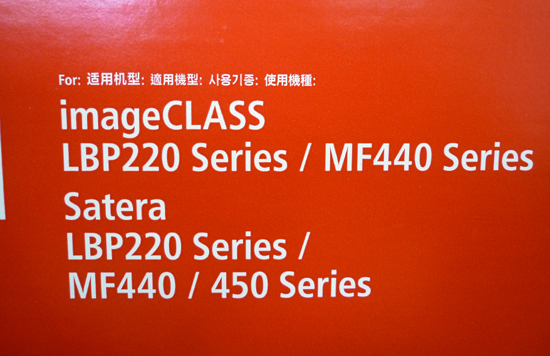 For: 适用机型: 適用機型: 사용기종: 使用機種:
imageCLASS
LBP220 Series / MF440 Series
Satera
LBP220 Series /
MF440 / 450 Series